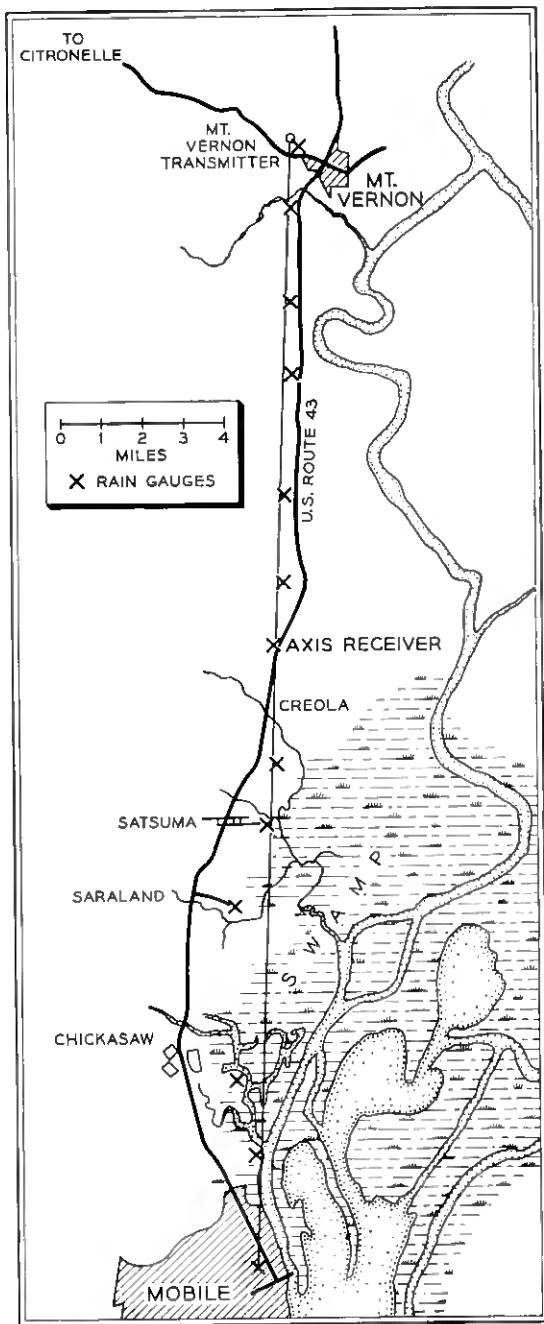 TO
CITRONELLE
MT.
VERNON
TRANSMITTER
MT.
VERNON
U.S. ROUTE 43
0 1 2 3 4
MILES
× RAIN GAUGES
AXIS RECEIVER
CREOLA
SATSUMA
SWAMP
SARALAND
CHICKASAW
MOBILE